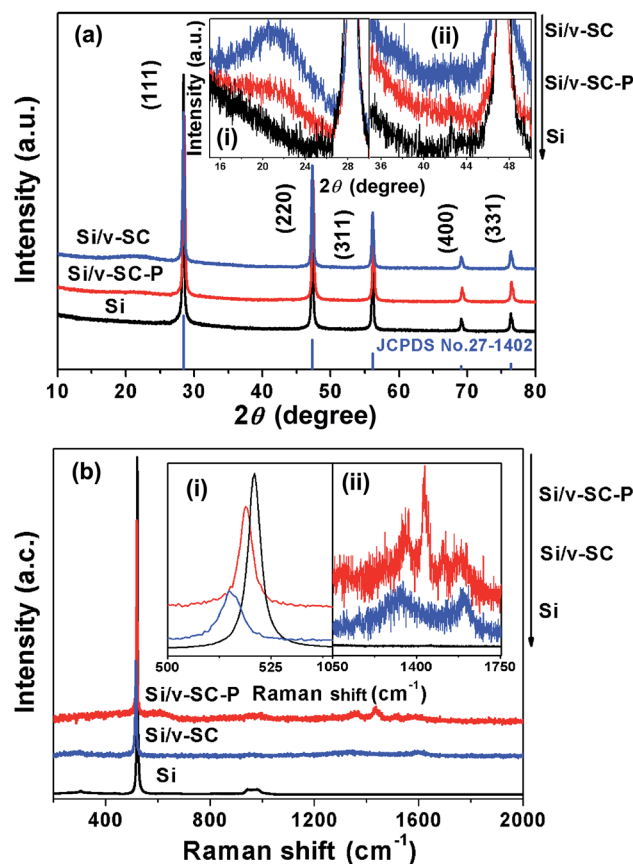 (a)
(111)
(220)
(311)
(400)
(331)
Si/v-SC
Si/v-SC-P
Si
JCPDS No.27-1402
Intensity (a.u.)
10 20 30 40 50 60 70 80
2θ (degree)
(i)
(ii)
Intensity (a.u.)
16 20 24 28 36 40 44 48
2θ (degree)
Si/v-SC
Si/v-SC-P
Si
(b)
Intensity (a.c.)
Si/v-SC-P
Si/v-SC
Si
400 800 1200 1600 2000
Raman shift (cm-1)
(i)
(ii)
500 525 1050 1400 1750
Raman shift (cm-1)
Si/v-SC-P
Si/v-SC
Si